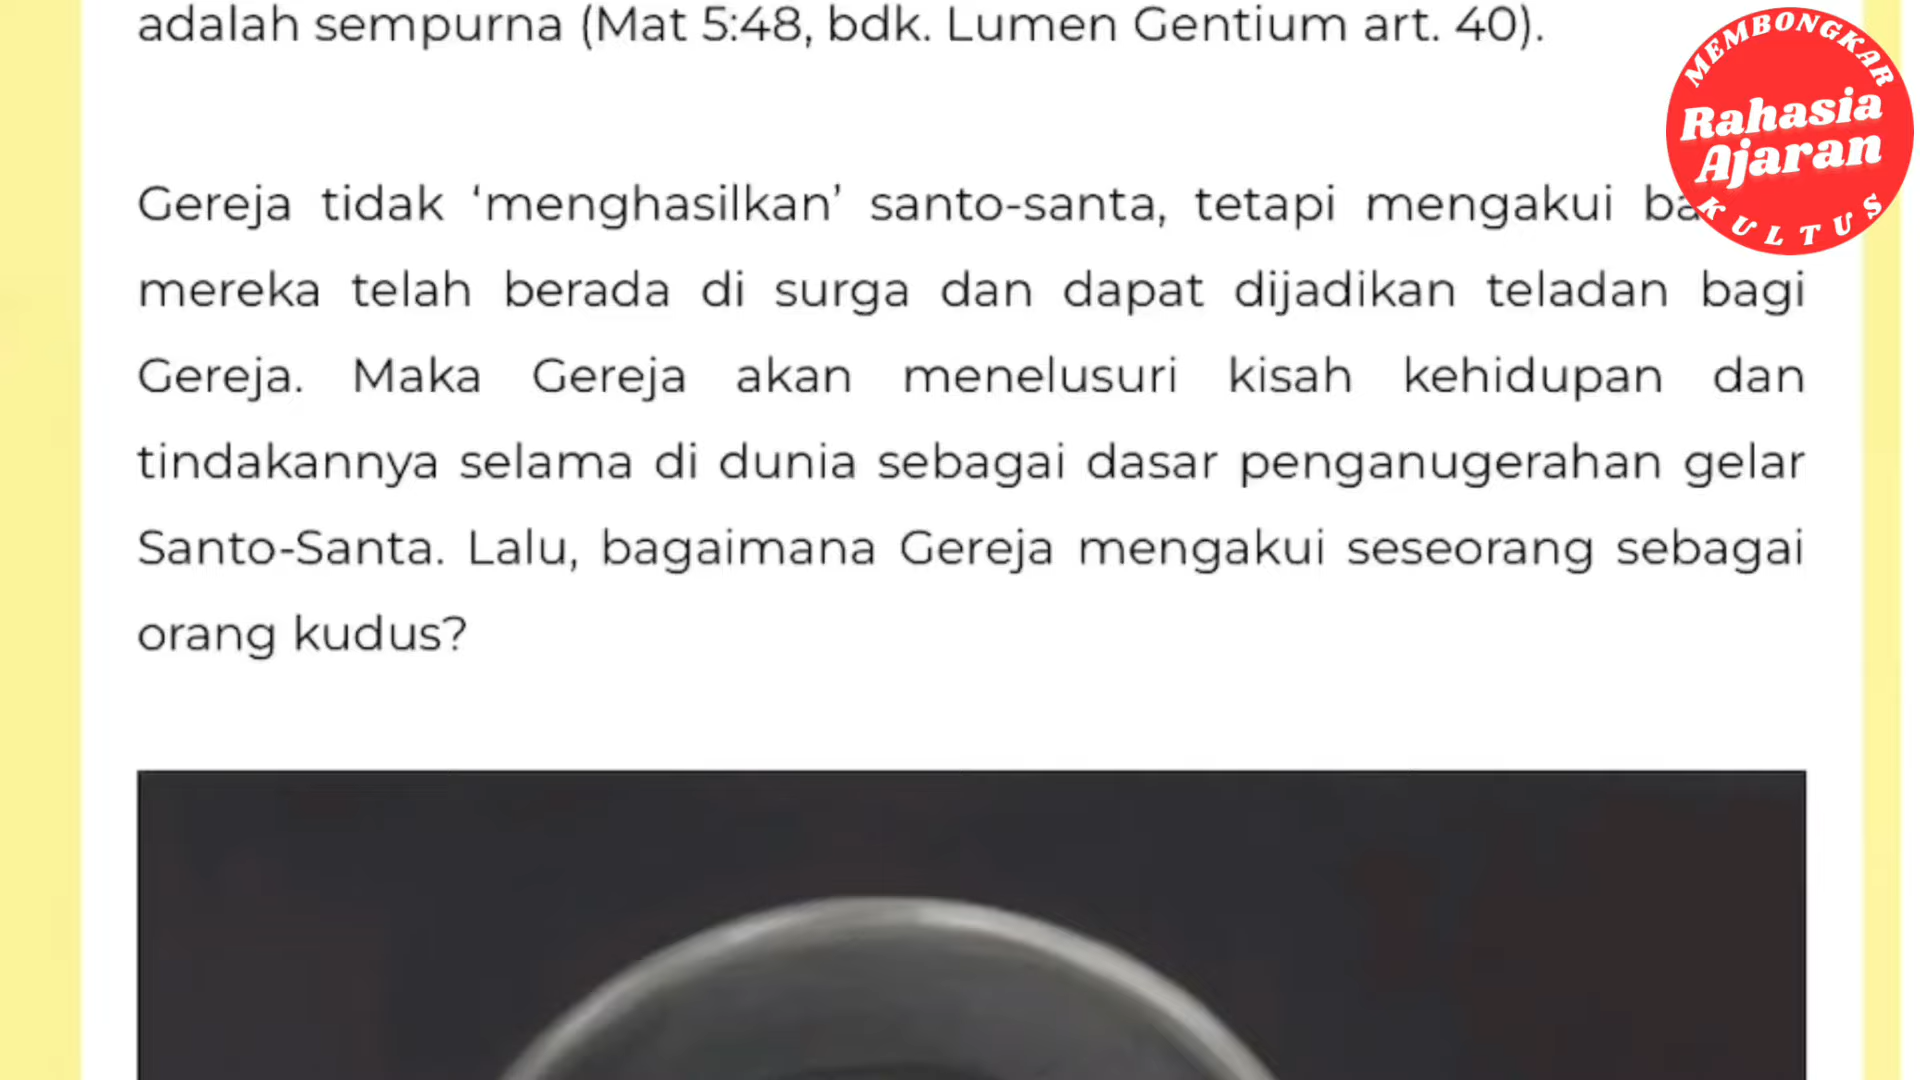 adalah sempurna (Mat 5:48, bdk. Lumen Gentium art. 40).
MEMBONGKAR
Rahasia
Ajaran
KULTUS
Gereja tidak ‘menghasilkan’ santo-santa, tetapi mengakui
mereka telah berada di surga dan dapat dijadikan teladan bagi
Gereja. Maka Gereja akan menelusuri kisah kehidupan dan
tindakannya selama di dunia sebagai dasar penganugerahan gelar
Santo-Santa. Lalu, bagaimana Gereja mengakui seseorang sebagai
orang kudus?